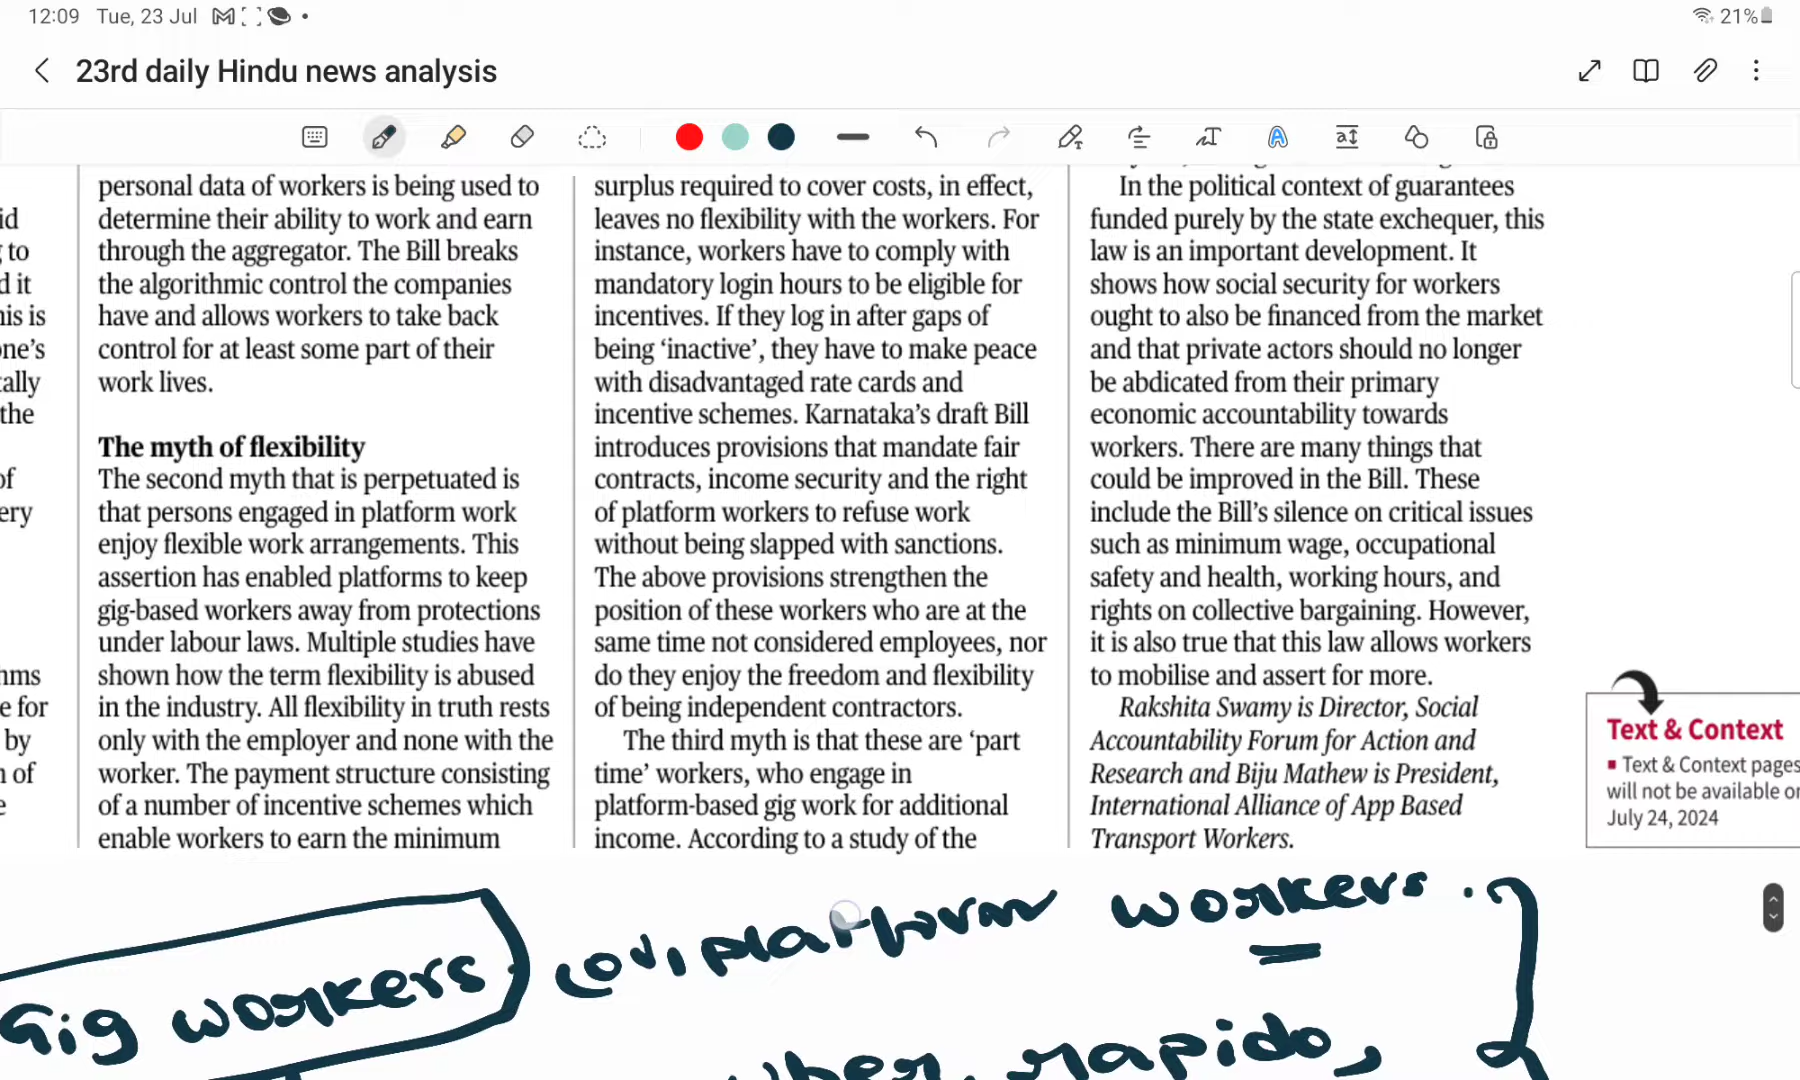 12:09 Tue, 23 Jul
21%
23rd daily Hindu news analysis
id
to
d it
his is
one's
ally
the
of
ery
hms
e for
by
n of
e
personal data of workers is being used to
determine their ability to work and earn
through the aggregator. The Bill breaks
the algorithmic control the companies
have and allows workers to take back
control for at least some part of their
work lives.
The myth of flexibility
The second myth that is perpetuated is
that persons engaged in platform work
enjoy flexible work arrangements. This
assertion has enabled platforms to keep
gig-based workers away from protections
under labour laws. Multiple studies have
shown how the term flexibility is abused
in the industry. All flexibility in truth rests
only with the employer and none with the
worker. The payment structure consisting
of a number of incentive schemes which
enable workers to earn the minimum
surplus required to cover costs, in effect,
leaves no flexibility with the workers. For
instance, workers have to comply with
mandatory login hours to be eligible for
incentives. If they log in after gaps of
being ‘inactive’, they have to make peace
with disadvantaged rate cards and
incentive schemes. Karnataka’s draft Bill
introduces provisions that mandate fair
contracts, income security and the right
of platform workers to refuse work
without being slapped with sanctions.
The above provisions strengthen the
position of these workers who are at the
same time not considered employees, nor
do they enjoy the freedom and flexibility
of being independent contractors.
The third myth is that these are ‘part
time’ workers, who engage in
platform-based gig work for additional
income. According to a study of the
In the political context of guarantees
funded purely by the state exchequer, this
law is an important development. It
shows how social security for workers
ought to also be financed from the market
and that private actors should no longer
be abdicated from their primary
economic accountability towards
workers. There are many things that
could be improved in the Bill. These
include the Bill’s silence on critical issues
such as minimum wage, occupational
safety and health, working hours, and
rights on collective bargaining. However,
it is also true that this law allows workers
to mobilise and assert for more.
Rakshita Swamy is Director, Social
Accountability Forum for Action and
Research and Biju Mathew is President,
International Alliance of App Based
Transport Workers.
Text & Context
Text & Context pages
will not be available on
July 24, 2024
Gig workers (or) platform workers.
uber, rapido,